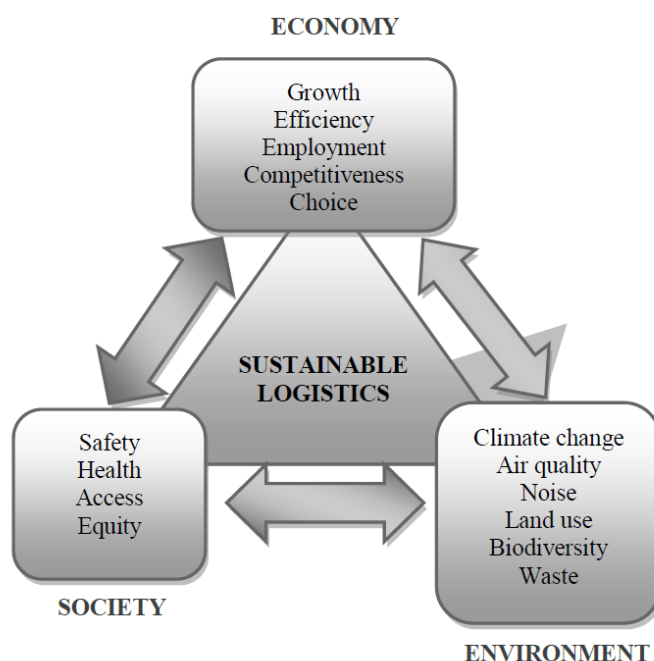 ECONOMY
Growth
Efficiency
Employment
Competitiveness
Choice
SUSTAINABLE
LOGISTICS
Safety
Health
Access
Equity
SOCIETY
Climate change
Air quality
Noise
Land use
Biodiversity
Waste
ENVIRONMENT